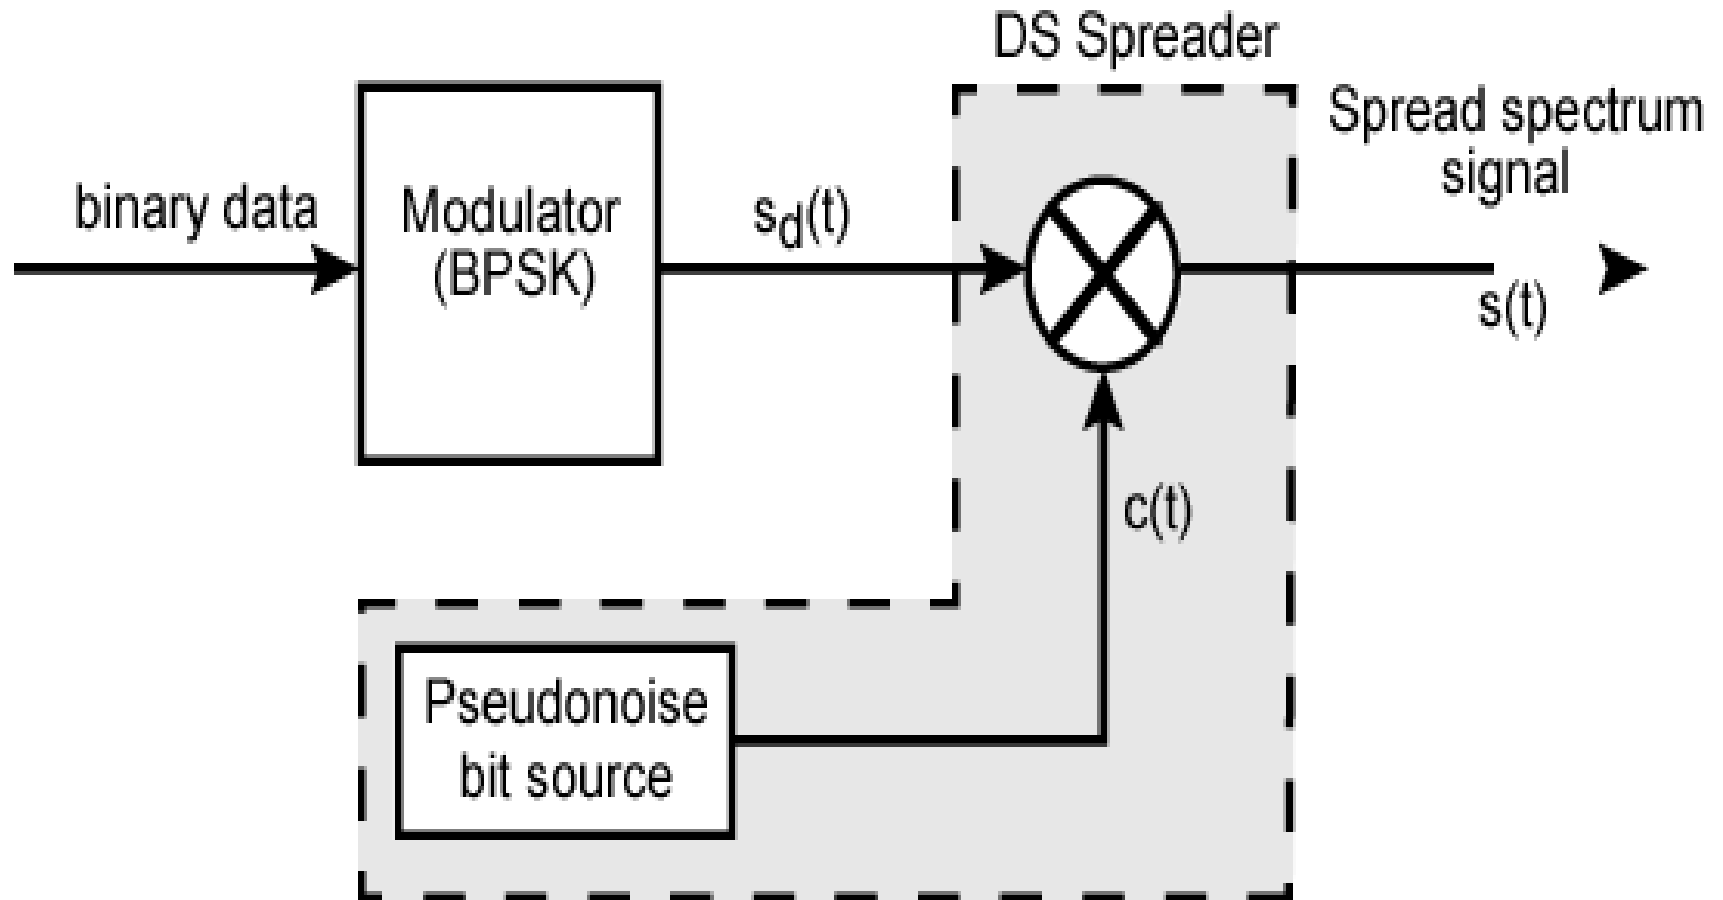 DS Spreader
Spread spectrum
signal
binary data
Modulator
(BPSK)
sd(t)
s(t)
c(t)
Pseudonoise
bit source